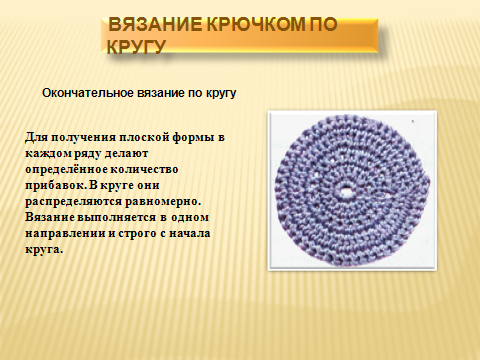 ВЯЗАНИЕ КРЮЧКОМ ПО
КРУГУ
Окончательное вязание по кругу
Для получения плоской формы в
каждом ряду делают
определённое количество
прибавок. В круге они
распределяются равномерно.
Вязание выполняется в одном
направлении и строго с начала
круга.